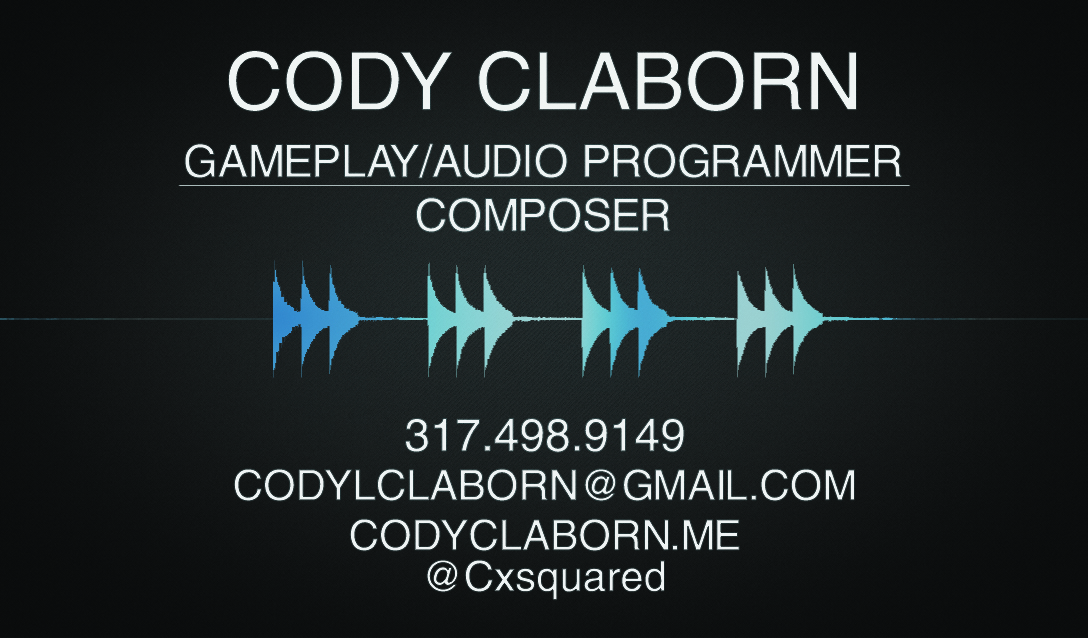 CODY CLABORN
GAMEPLAY/AUDIO PROGRAMMER
COMPOSER
317.498.9149
CODYLCLABORN@GMAIL.COM
CODYCLABORN.ME
@Cxsquared